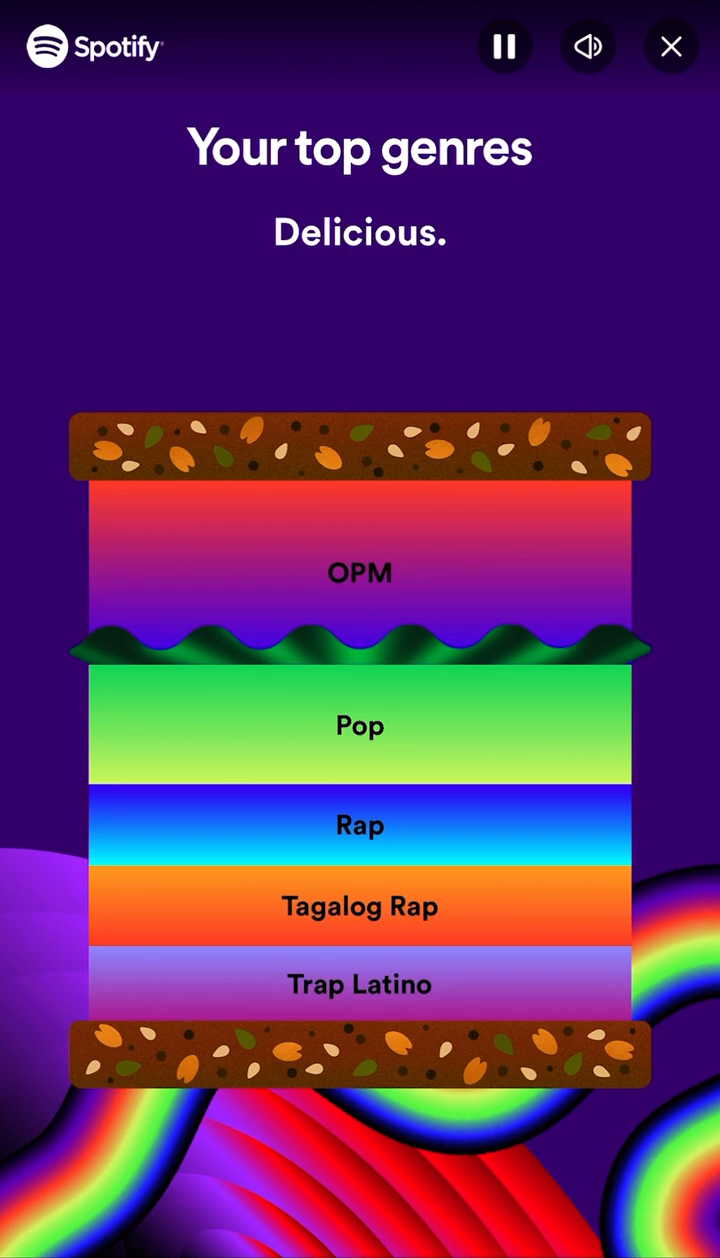 Spotify
Your top genres
Delicious.
OPM
Pop
Rap
Tagalog Rap
Trap Latino